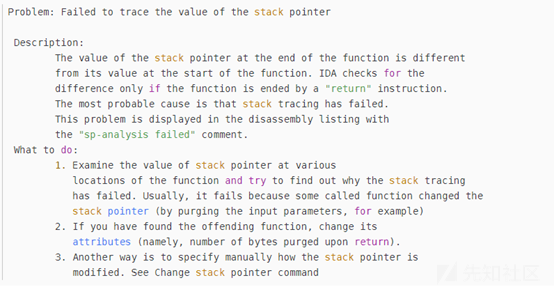 Problem: Failed to trace the value of the stack pointer
Description:
The value of the stack pointer at the end of the function is different
from its value at the start of the function. IDA checks for the
difference only if the function is ended by a "return" instruction.
The most probable cause is that stack tracing has failed.
This problem is displayed in the disassembly listing with
the "sp-analysis failed" comment.
What to do:
1. Examine the value of stack pointer at various
locations of the function and try to find out why the stack tracing
has failed. Usually, it fails because some called function changed the
stack pointer (by purging the input parameters, for example)
2. If you have found the offending function, change its
attributes (namely, number of bytes purged upon return).
3. Another way is to specify manually how the stack pointer is
modified. See Change stack pointer command
先知社区